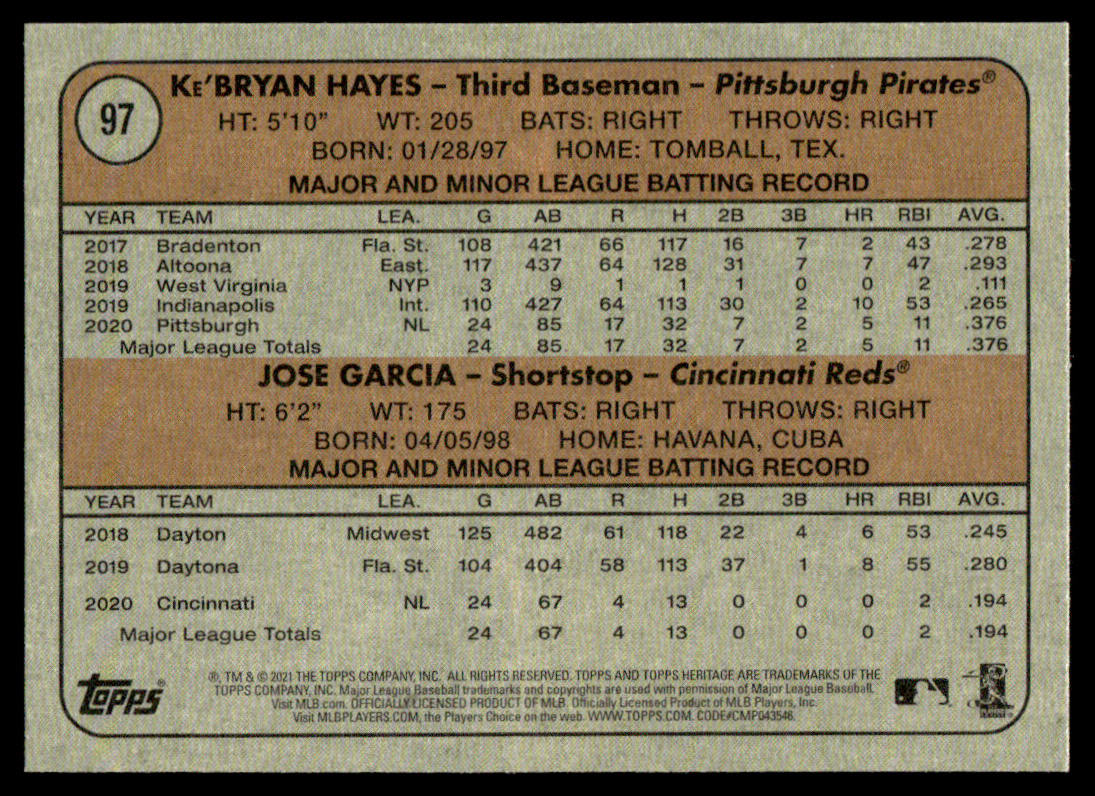 97
KE'BRYAN HAYES – Third Baseman – Pittsburgh Pirates®
HT: 5'10" WT: 205 BATS: RIGHT THROWS: RIGHT
BORN: 01/28/97 HOME: TOMBALL, TEX.
MAJOR AND MINOR LEAGUE BATTING RECORD
YEAR TEAM LEA. G AB R H 2B 3B HR RBI AVG.
2017 Bradenton Fla. St. 108 421 66 117 16 7 2 43 .278
2018 Altoona East. 117 437 64 128 31 7 7 47 .293
2019 West Virginia NYP 3 9 1 1 1 0 0 2 .111
2019 Indianapolis Int. 110 427 64 113 30 2 10 53 .265
2020 Pittsburgh NL 24 85 17 32 7 2 5 11 .376
Major League Totals 24 85 17 32 7 2 5 11 .376
JOSE GARCIA – Shortstop – Cincinnati Reds®
HT: 6'2" WT: 175 BATS: RIGHT THROWS: RIGHT
BORN: 04/05/98 HOME: HAVANA, CUBA
MAJOR AND MINOR LEAGUE BATTING RECORD
YEAR TEAM LEA. G AB R H 2B 3B HR RBI AVG.
2018 Dayton Midwest 125 482 61 118 22 4 6 53 .245
2019 Daytona Fla. St. 104 404 58 113 37 1 8 55 .280
2020 Cincinnati NL 24 67 4 13 0 0 0 2 .194
Major League Totals 24 67 4 13 0 0 0 2 .194
Topps®
®, TM & © 2021 THE TOPPS COMPANY, INC. ALL RIGHTS RESERVED. TOPPS AND TOPPS HERITAGE ARE TRADEMARKS OF THE
TOPPS COMPANY, INC. Major League Baseball trademarks and copyrights are used with permission of Major League Baseball.
Visit MLB.com. OFFICIALLY LICENSED PRODUCT OF MLB Officially Licensed Product of MLB Players, Inc.
Visit MLBPLAYERS.COM, the Players Choice on the web. WWW.TOPPS.COM. CODE#CMP043546.